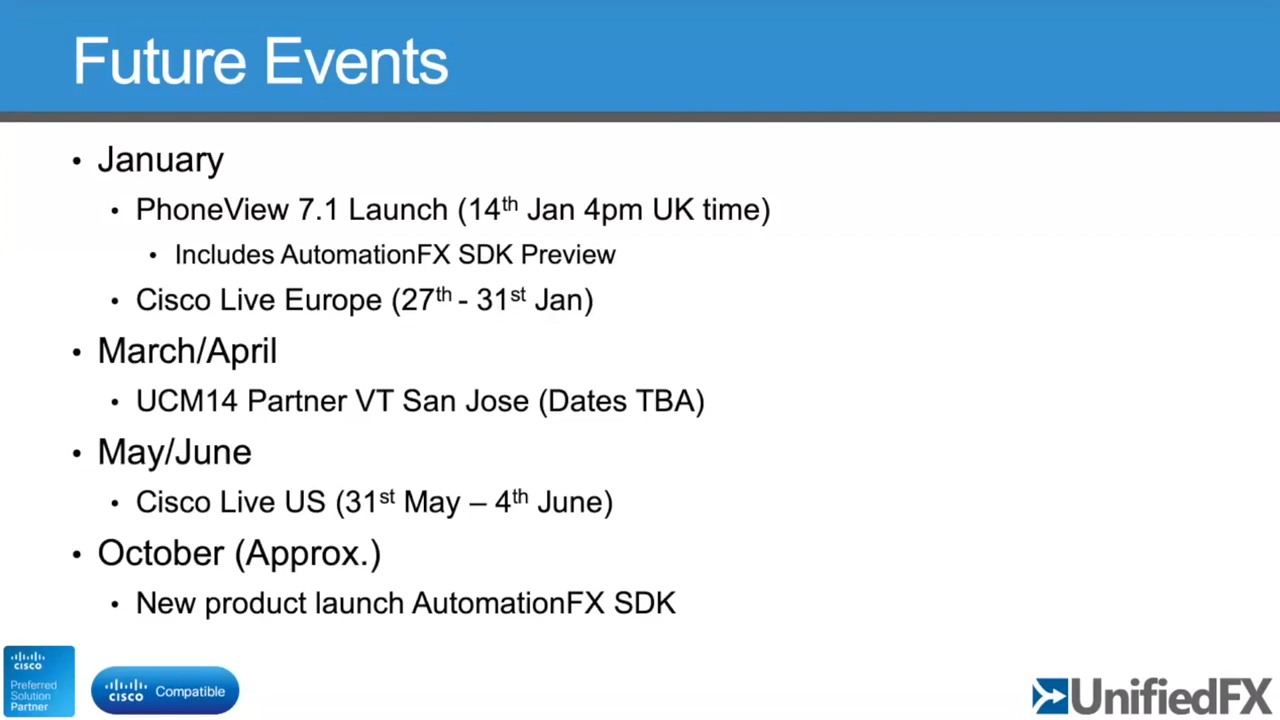 Future Events
• January
• PhoneView 7.1 Launch (14th Jan 4pm UK time)
• Includes AutomationFX SDK Preview
• Cisco Live Europe (27th - 31st Jan)
• March/April
• UCM14 Partner VT San Jose (Dates TBA)
• May/June
• Cisco Live US (31st May – 4th June)
• October (Approx.)
• New product launch AutomationFX SDK
cisco
Preferred
Solution
Partner
cisco Compatible
UnifiedFX